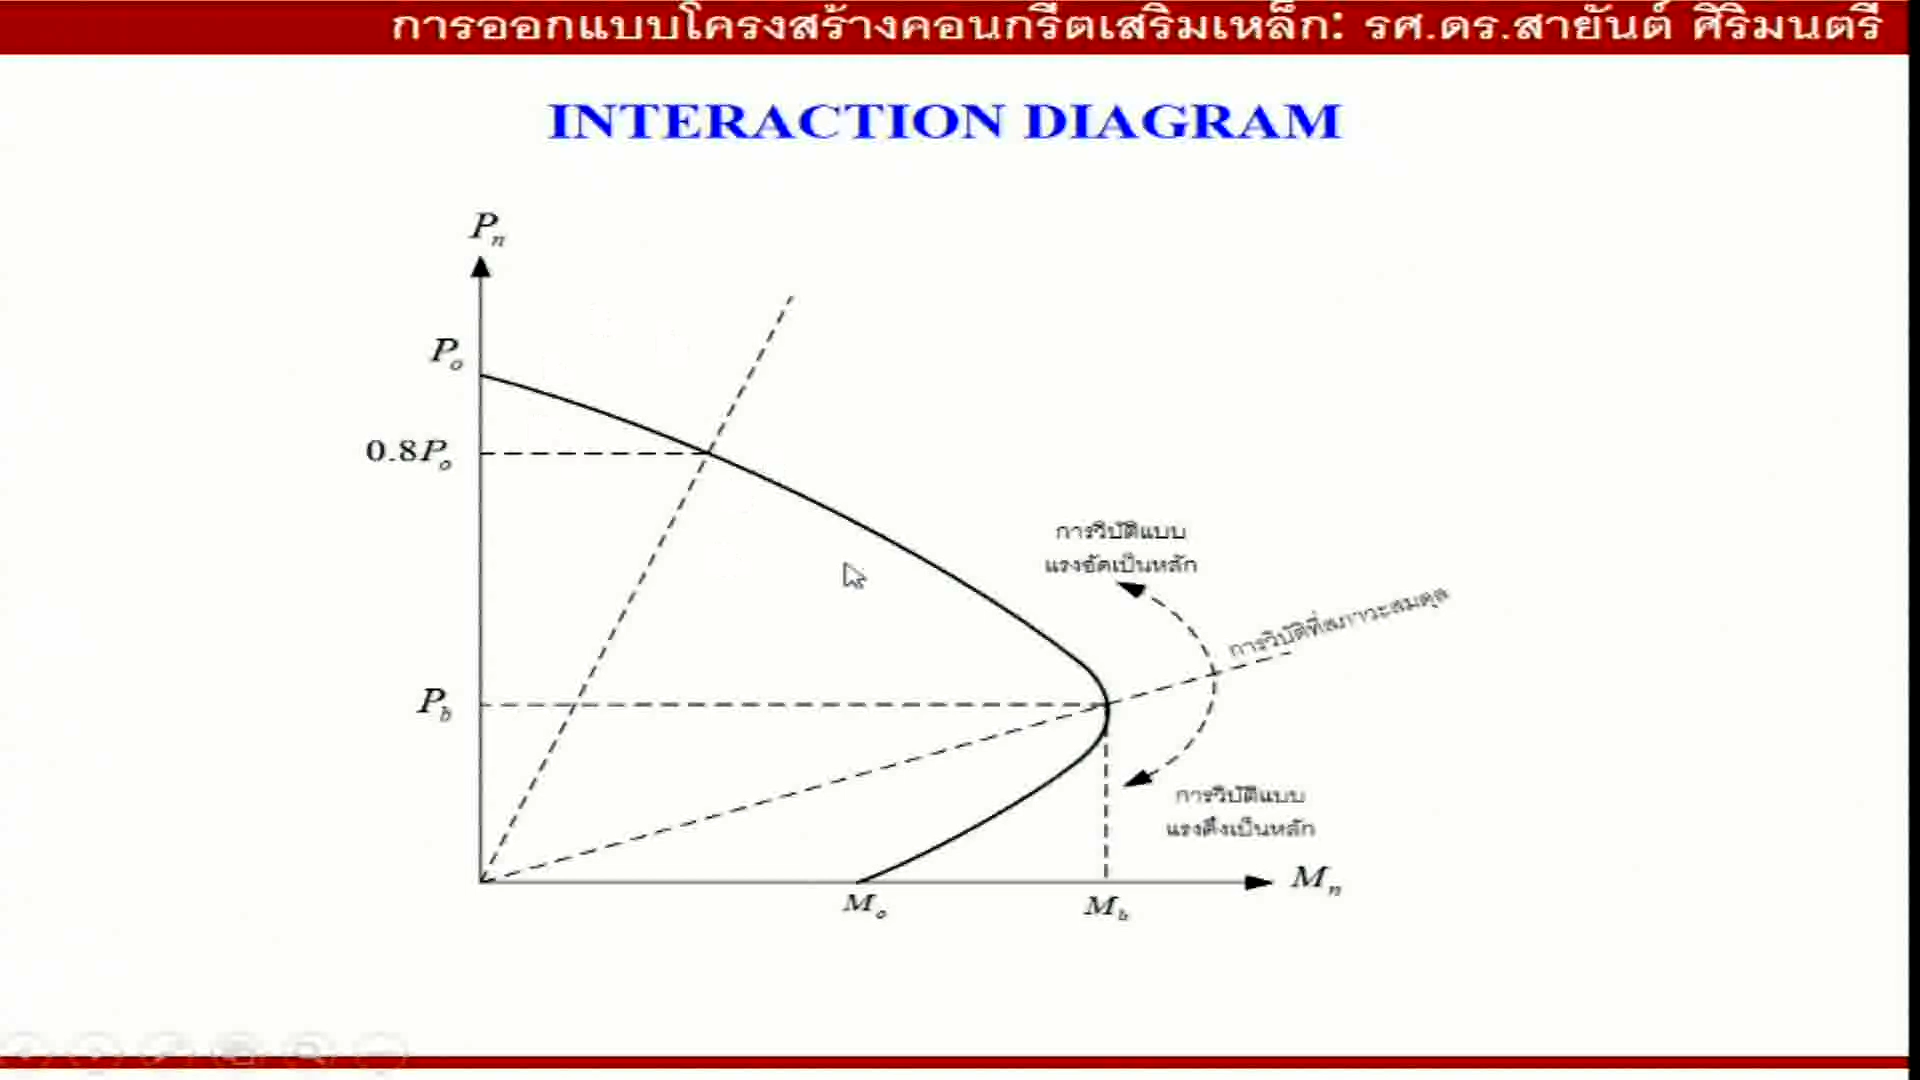 การออกแบบโครงสร้างคอนกรีตเสริมเหล็ก: รศ.ดร.สายันต์ ศิริมนตรี
INTERACTION DIAGRAM
Pn
Po
0.8Po
การวิบัติแบบ
แรงอัดเป็นหลัก
การวิบัติที่สภาวะสมดุล
Pb
การวิบัติแบบ
แรงดึงเป็นหลัก
Mn
Mo
Mb